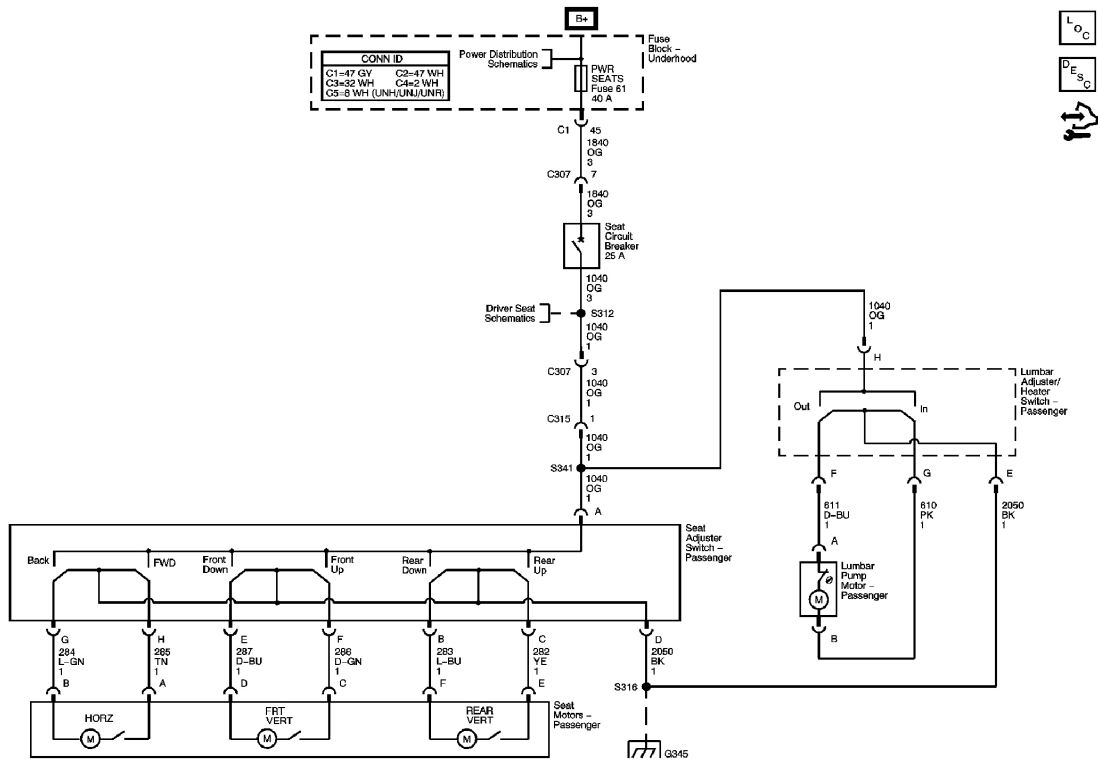 B+
Fuse
Block –
Underhood
Power Distribution
Schematics
CONN ID
C1=47 GY C2=47 WH
C3=32 WH C4=2 WH
C5=8 WH (UNH/UNJ/UNR)
PWR
SEATS
Fuse 61
40 A
L O C
D E S C
C1 45
1840
OG
3
C307 7
1840
OG
3
Seat
Circuit
Breaker
25 A
1040
OG
3
Driver Seat
Schematics
S312
1040
OG
1
C307 3
1040
OG
1
C315 1
1040
OG
1
S341
1040
OG
1
A
1040
OG
1
H
Lumbar
Adjuster/
Heater
Switch –
Passenger
Out
In
F G E
611
D-BU
1
610
PK
1
2050
BK
1
A
Lumbar
Pump
Motor –
Passenger
M
B
Seat
Adjuster
Switch –
Passenger
Back
FWD
Front
Down
Front
Up
Rear
Down
Rear
Up
G H E F B C D
284
L-GN
1
285
TN
1
287
D-BU
1
286
D-GN
1
283
L-BU
1
282
YE
1
2050
BK
1
B A D C F E
S316
HORZ
M
FRT
VERT
M
REAR
VERT
M
Seat
Motors –
Passenger
G345